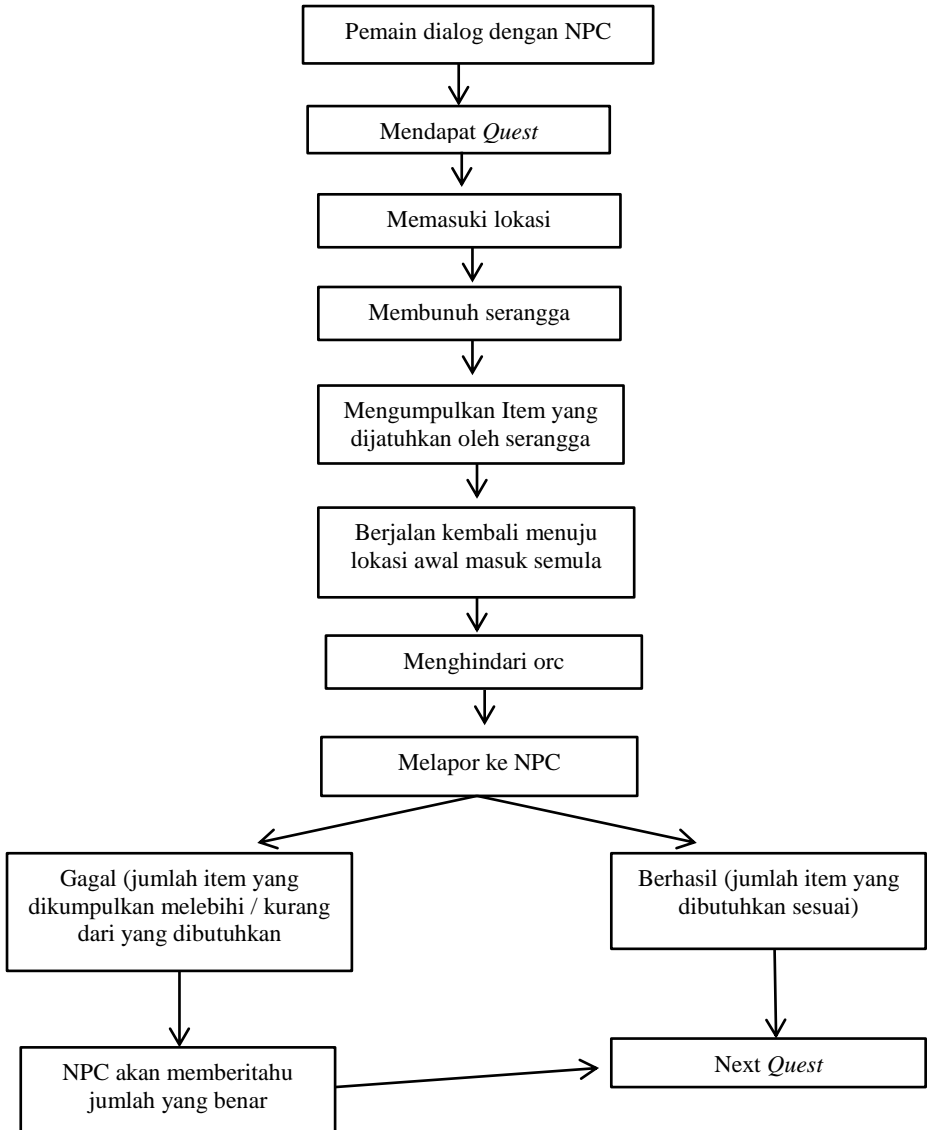 Pemain dialog dengan NPC
Mendapat Quest
Memasuki lokasi
Membunuh serangga
Mengumpulkan Item yang
dijatuhkan oleh serangga
Berjalan kembali menuju
lokasi awal masuk semula
Menghindari orc
Melapor ke NPC
Gagal (jumlah item yang
dikumpulkan melebihi / kurang
dari yang dibutuhkan
Berhasil (jumlah item yang
dibutuhkan sesuai)
NPC akan memberitahu
jumlah yang benar
Next Quest